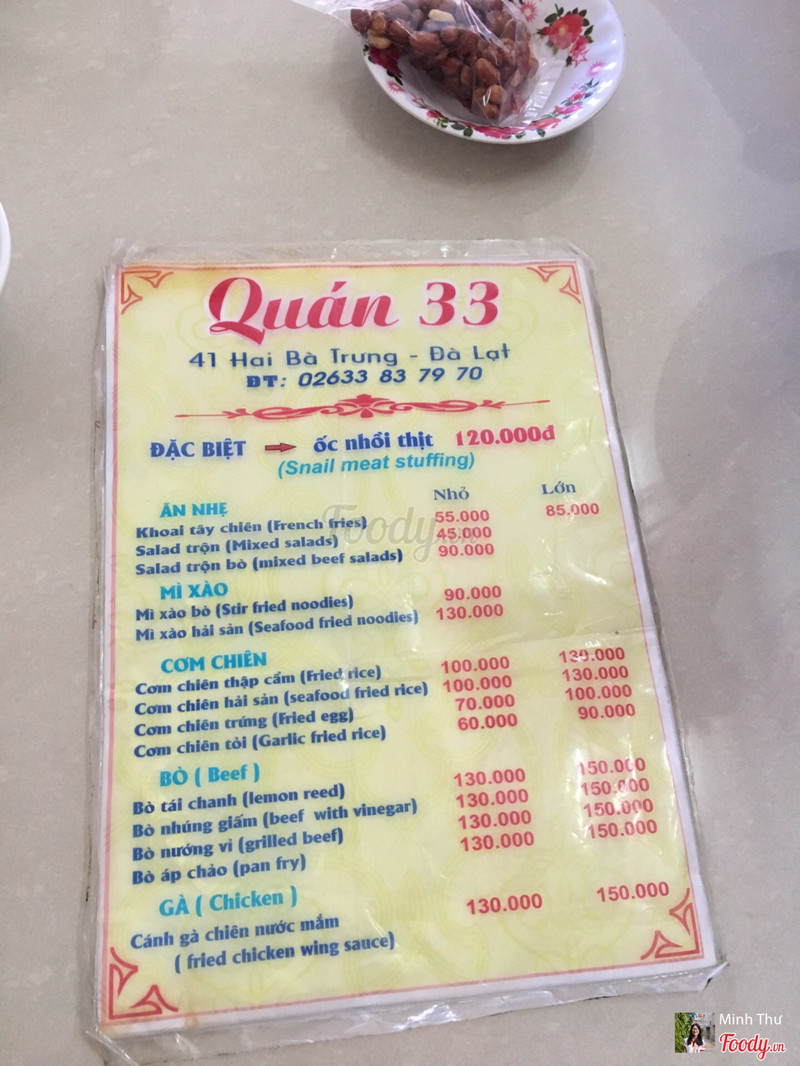 Quán 33
41 Hai Bà Trưng - Đà Lạt
ĐT: 02633 83 79 70
ĐẶC BIỆT ốc nhồi thịt 120.000đ
(Snail meat stuffing)
ĂN NHẸ Nhỏ Lớn
Khoai tây chiên (French fries) 55.000 85.000
Salad trộn (Mixed salads) 45.000
Salad trộn bò (mixed beef salads) 90.000
MÌ XÀO
Mì xào bò (Stir fried noodles) 90.000
Mì xào hải sản (Seafood fried noodles) 130.000
CƠM CHIÊN
Cơm chiên thập cẩm (Fried rice) 100.000 130.000
Cơm chiên hải sản (seafood fried rice) 100.000 130.000
Cơm chiên trứng (Fried egg) 70.000 100.000
Cơm chiên tỏi (Garlic fried rice) 60.000 90.000
BÒ ( Beef )
Bò tái chanh (lemon reed) 130.000 150.000
Bò nhúng giấm (beef with vinegar) 130.000 150.000
Bò nướng vỉ (grilled beef) 130.000 150.000
Bò áp chảo (pan fry) 130.000 150.000
GÀ ( Chicken )
Cánh gà chiên nước mắm 130.000 150.000
( fried chicken wing sauce)
Foody.vn
Minh Thư
Foody.vn